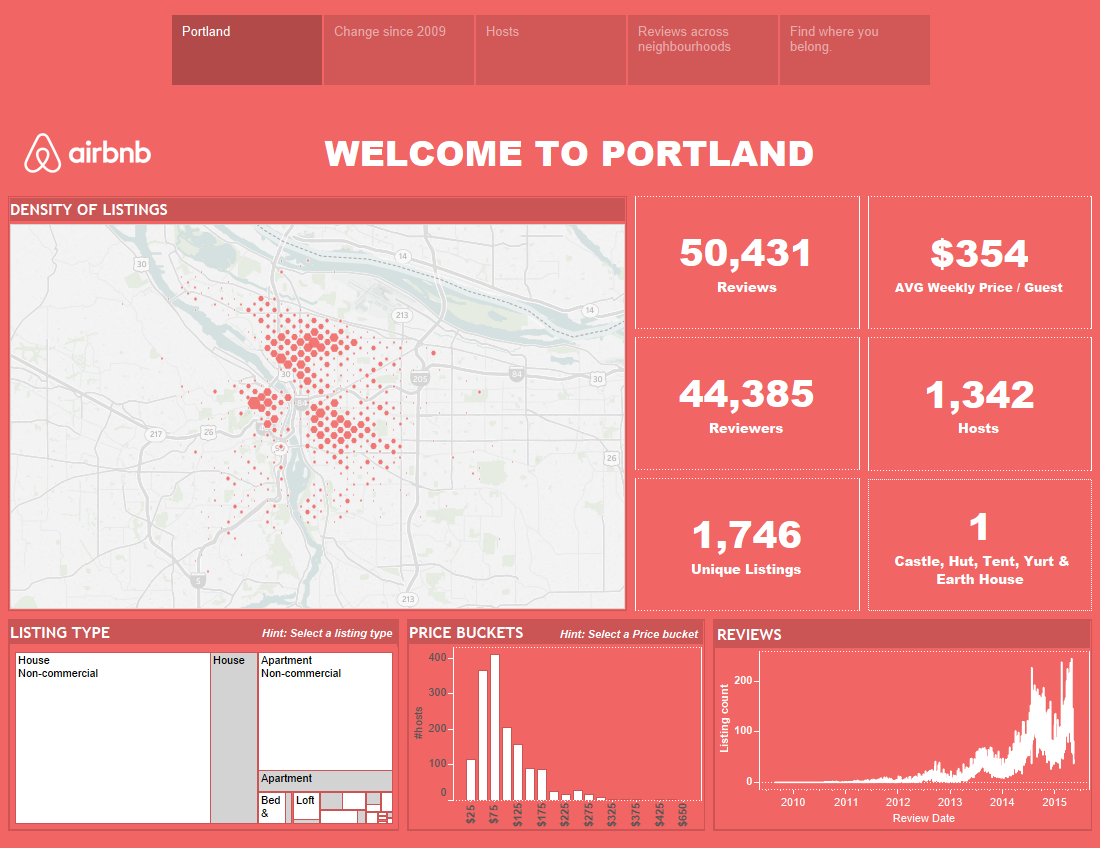 Portland
Change since 2009
Hosts
Reviews across
neighbourhoods
Find where you
belong.
airbnb
WELCOME TO PORTLAND
DENSITY OF LISTINGS
30
14
14
213
30
205
84
30
217
26
26
5
213
50,431
Reviews
$354
AVG Weekly Price / Guest
44,385
Reviewers
1,342
Hosts
1,746
Unique Listings
1
Castle, Hut, Tent, Yurt &
Earth House
LISTING TYPE
Hint: Select a listing type
House
Non-commercial
House
Apartment
Non-commercial
Apartment
Bed
&
Loft
PRICE BUCKETS
Hint: Select a Price bucket
#hosts
400
300
200
100
0
$25
$75
$125
$175
$225
$275
$325
$375
$425
$650
REVIEWS
Listing count
200
100
0
2010
2011
2012
2013
2014
2015
Review Date